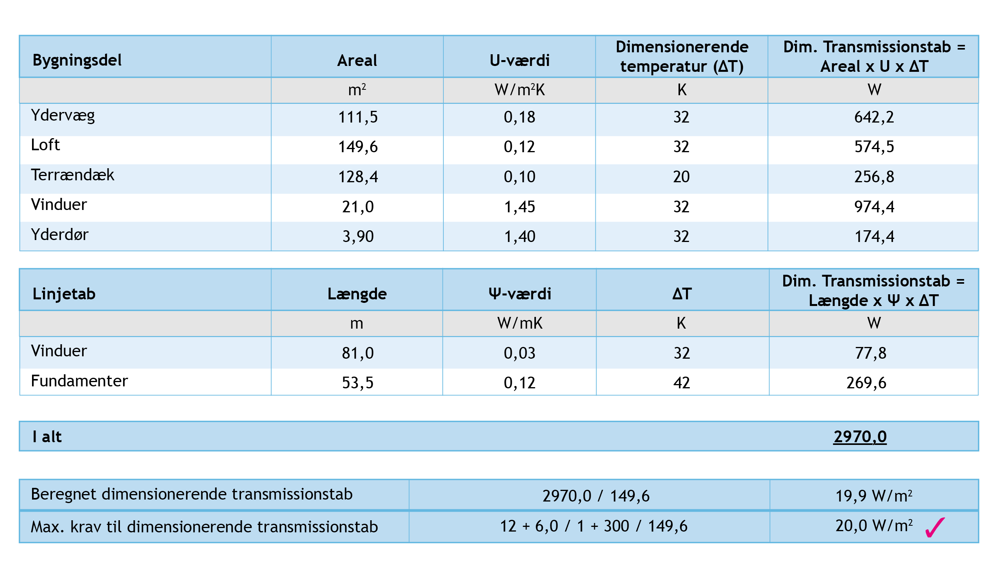 Bygningsdel Areal U-værdi Dimensionerende temperatur (ΔT) Dim. Transmissionstab = Areal x U x ΔT
m² W/m²K K W
Ydervæg 111,5 0,18 32 642,2
Loft 149,6 0,12 32 574,5
Terrændæk 128,4 0,10 20 256,8
Vinduer 21,0 1,45 32 974,4
Yderdør 3,90 1,40 32 174,4
Linjetab Længde Ψ-værdi ΔT Dim. Transmissionstab = Længde x Ψ x ΔT
m W/mK K W
Vinduer 81,0 0,03 32 77,8
Fundamenter 53,5 0,12 42 269,6
I alt 2970,0
Beregnet dimensionerende transmissionstab 2970,0 / 149,6 19,9 W/m²
Max. krav til dimensionerende transmissionstab 12 + 6,0 / 1 + 300 / 149,6 20,0 W/m² ✓